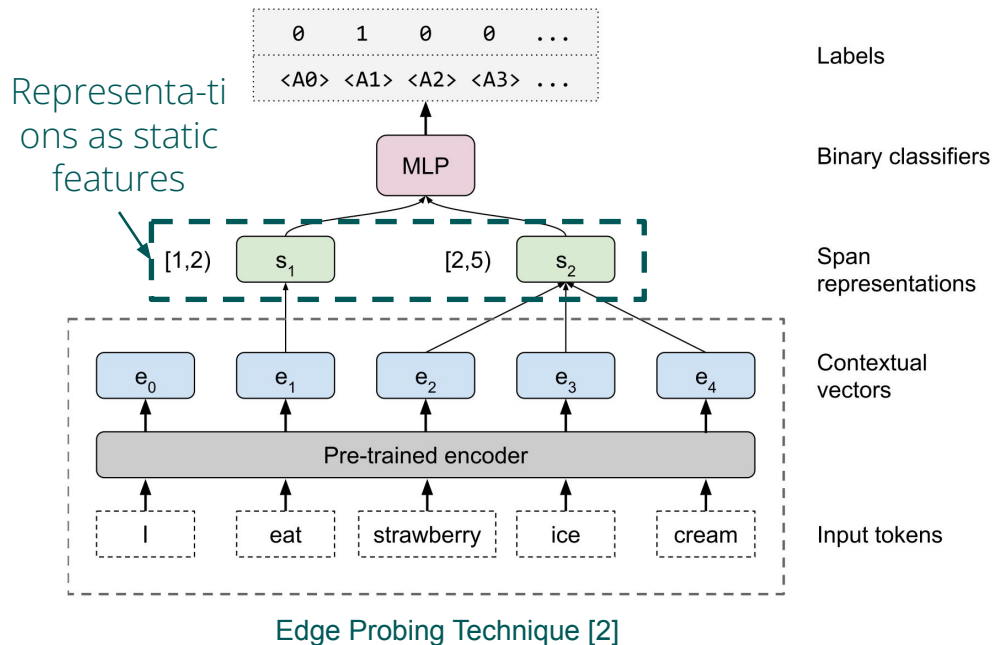 0 1 0 0 ...
Labels
<A0> <A1> <A2> <A3> ...
Representa-ti
ons as static
features
MLP
Binary classifiers
[1,2) s1 [2,5) s2
Span
representations
e0 e1 e2 e3 e4
Contextual
vectors
Pre-trained encoder
I eat strawberry ice cream
Input tokens
Edge Probing Technique [2]